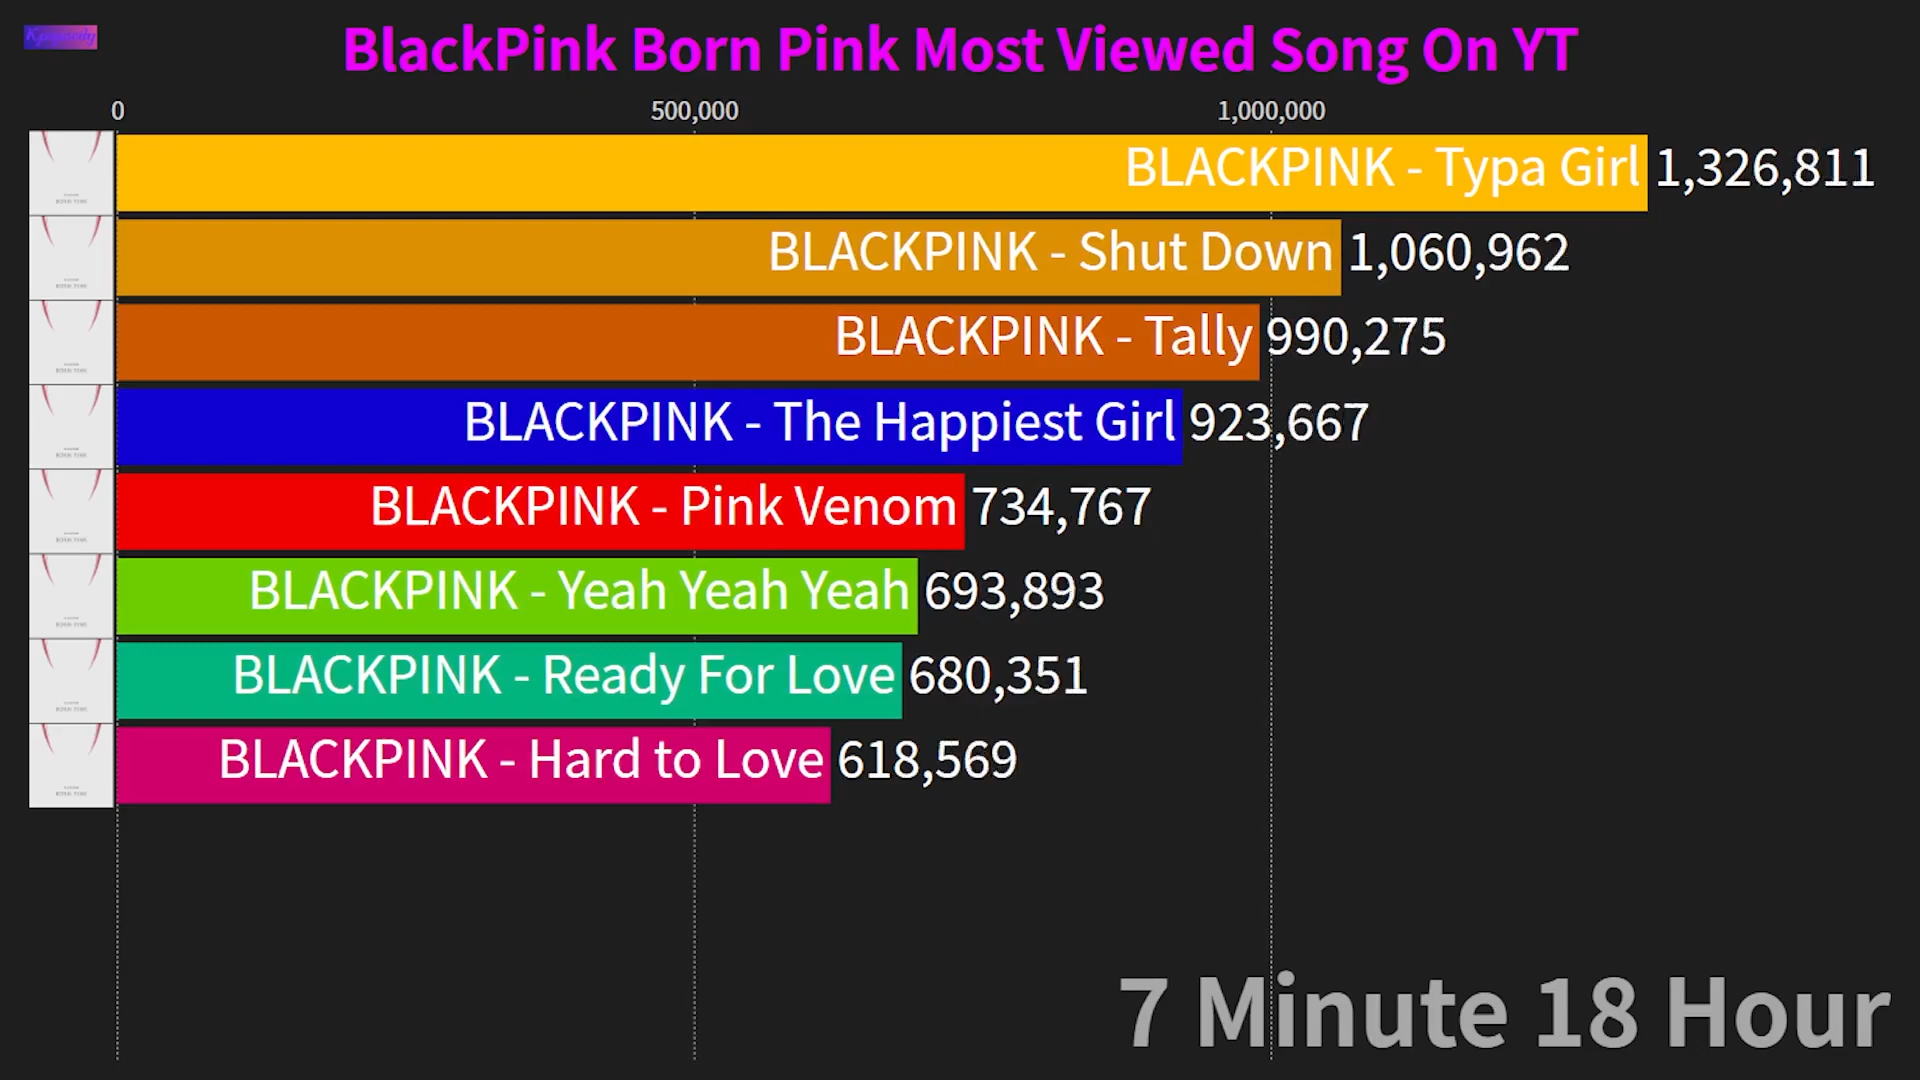 BlackPink Born Pink Most Viewed Song On YT
0 500,000 1,000,000
BLACKPINK - Typa Girl 1,326,811
BLACKPINK - Shut Down 1,060,962
BLACKPINK - Tally 990,275
BLACKPINK - The Happiest Girl 923,667
BLACKPINK - Pink Venom 734,767
BLACKPINK - Yeah Yeah Yeah 693,893
BLACKPINK - Ready For Love 680,351
BLACKPINK - Hard to Love 618,569
7 Minute 18 Hour